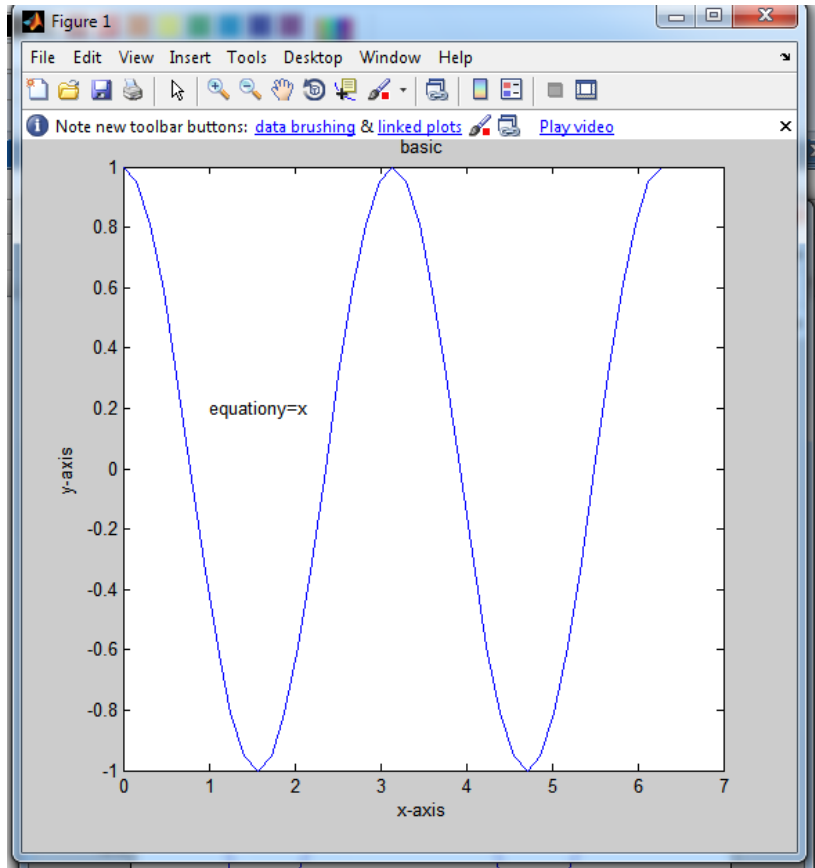 Figure 1
File Edit View Insert Tools Desktop Window Help
Note new toolbar buttons: data brushing & linked plots Play video
basic
1
0.8
0.6
0.4
0.2
equationy=x
0
y-axis
-0.2
-0.4
-0.6
-0.8
-1
0 1 2 3 4 5 6 7
x-axis